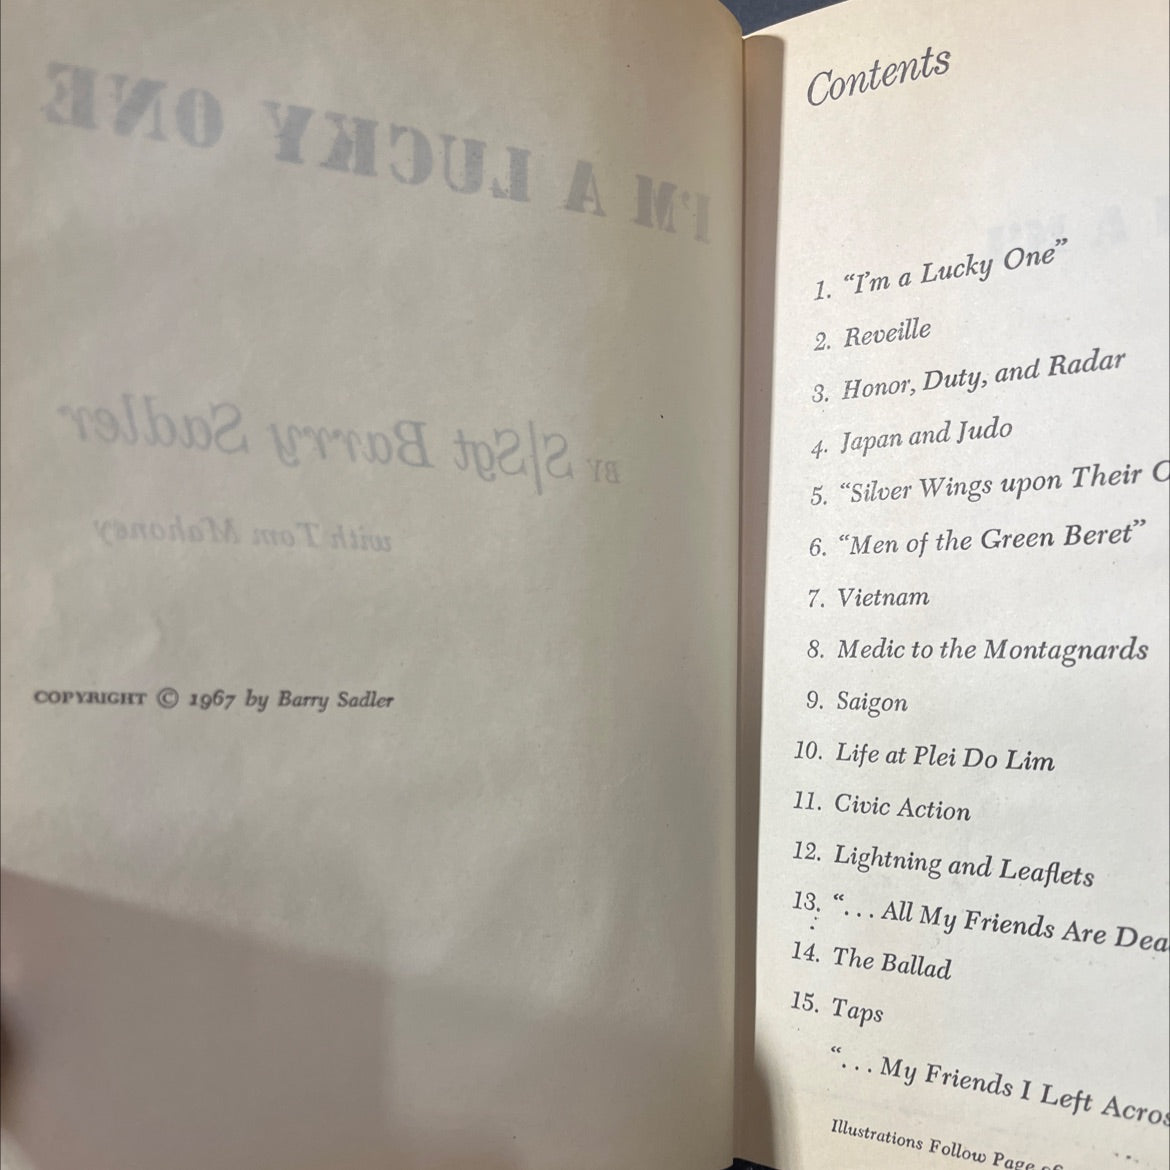 I'M A LUCKY ONE
BY S/Sgt Barry Sadler
with Tom Mahoney
COPYRIGHT © 1967 by Barry Sadler
Contents
1. “I'm a Lucky One”
2. Reveille
3. Honor, Duty, and Radar
4. Japan and Judo
5. “Silver Wings upon Their
6. “Men of the Green Beret”
7. Vietnam
8. Medic to the Montagnards
9. Saigon
10. Life at Plei Do Lim
11. Civic Action
12. Lightning and Leaflets
13. “... All My Friends Are
14. The Ballad
15. Taps
“... My Friends I Left
Illustrations Follow Page